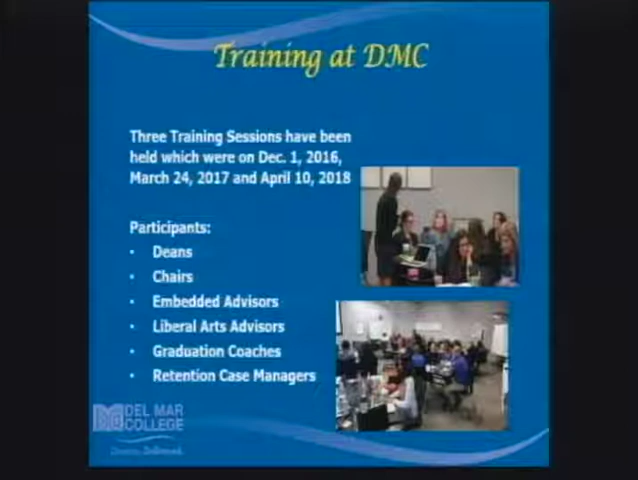 Training at DMC
Three Training Sessions have been
held which were on Dec. 1, 2016,
March 24, 2017 and April 10, 2018
Participants:
• Deans
• Chairs
• Embedded Advisors
• Liberal Arts Advisors
• Graduation Coaches
• Retention Case Managers
DEL MAR
COLLEGE